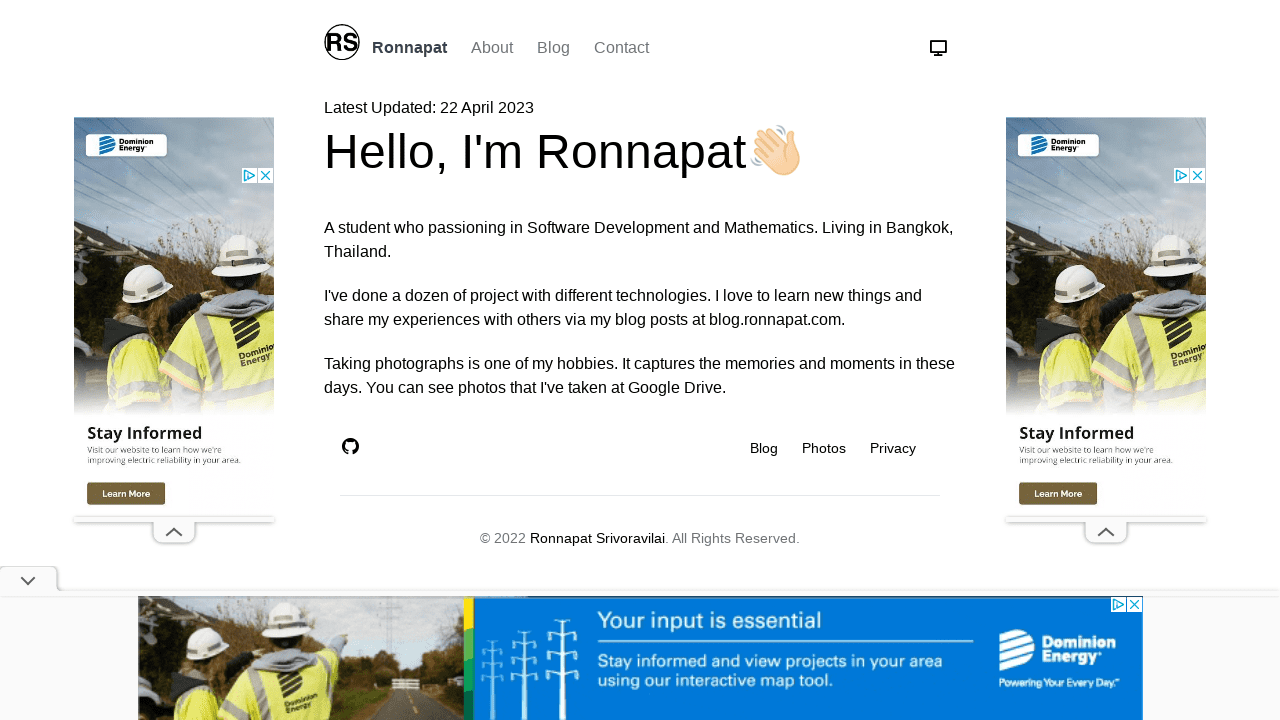 RS Ronnapat About Blog Contact
Latest Updated: 22 April 2023
Hello, I'm Ronnapat
A student who passioning in Software Development and Mathematics. Living in Bangkok,
Thailand.
I've done a dozen of project with different technologies. I love to learn new things and
share my experiences with others via my blog posts at blog.ronnapat.com.
Taking photographs is one of my hobbies. It captures the memories and moments in these
days. You can see photos that I've taken at Google Drive.
Blog Photos Privacy
© 2022 Ronnapat Srivoravilai. All Rights Reserved.
Dominion
Energy®
Dominion
Energy
Stay Informed
Visit our website to learn how we're
improving electric reliability in your area.
Learn More
Dominion
Energy®
Dominion
Energy
Stay Informed
Visit our website to learn how we're
improving electric reliability in your area.
Learn More
Your input is essential
Stay informed and view projects in your area
using our interactive map tool.
Dominion
Energy®
Powering Your Every Day.℠